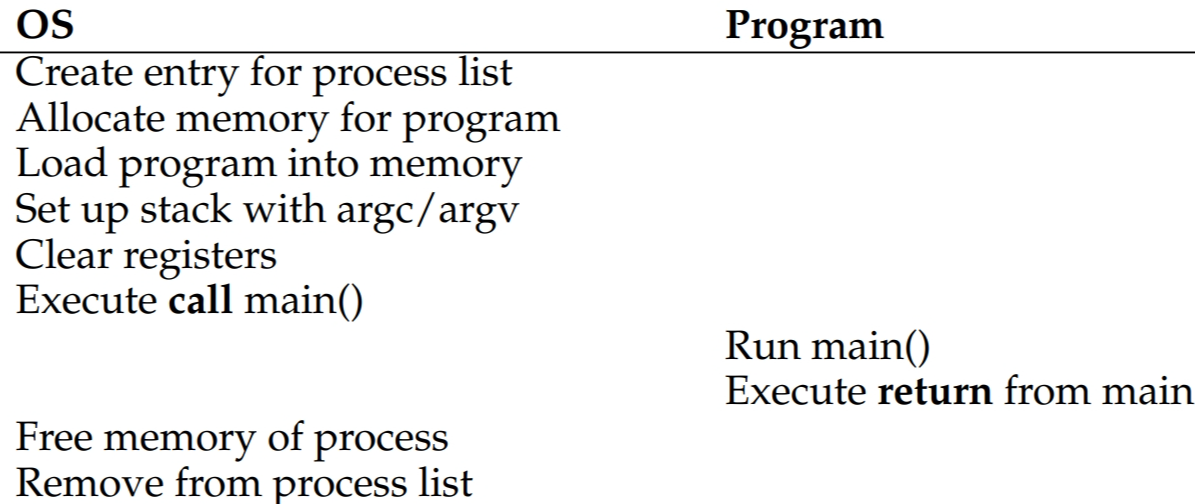 OS Program
Create entry for process list
Allocate memory for program
Load program into memory
Set up stack with argc/argv
Clear registers
Execute call main()
Run main()
Execute return from main
Free memory of process
Remove from process list